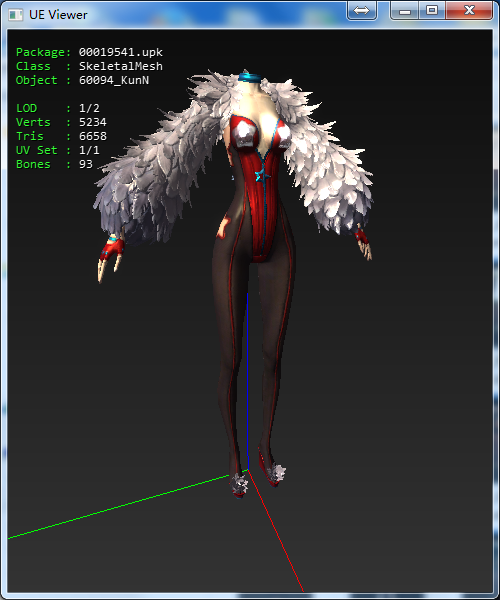 UE Viewer
Package: 00019541.upk
Class : SkeletalMesh
Object : 60094_KunN
LOD : 1/2
Verts : 5234
Tris : 6658
UV Set : 1/1
Bones : 93